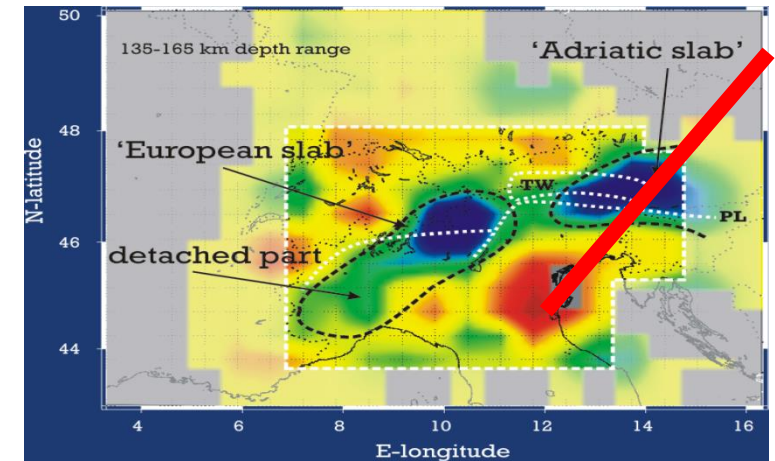 50
135-165 km depth range
'Adriatic slab'
48
'European slab'
TW
PL
46
detached part
44
N-latitude
4 6 8 10 12 14 16
E-longitude